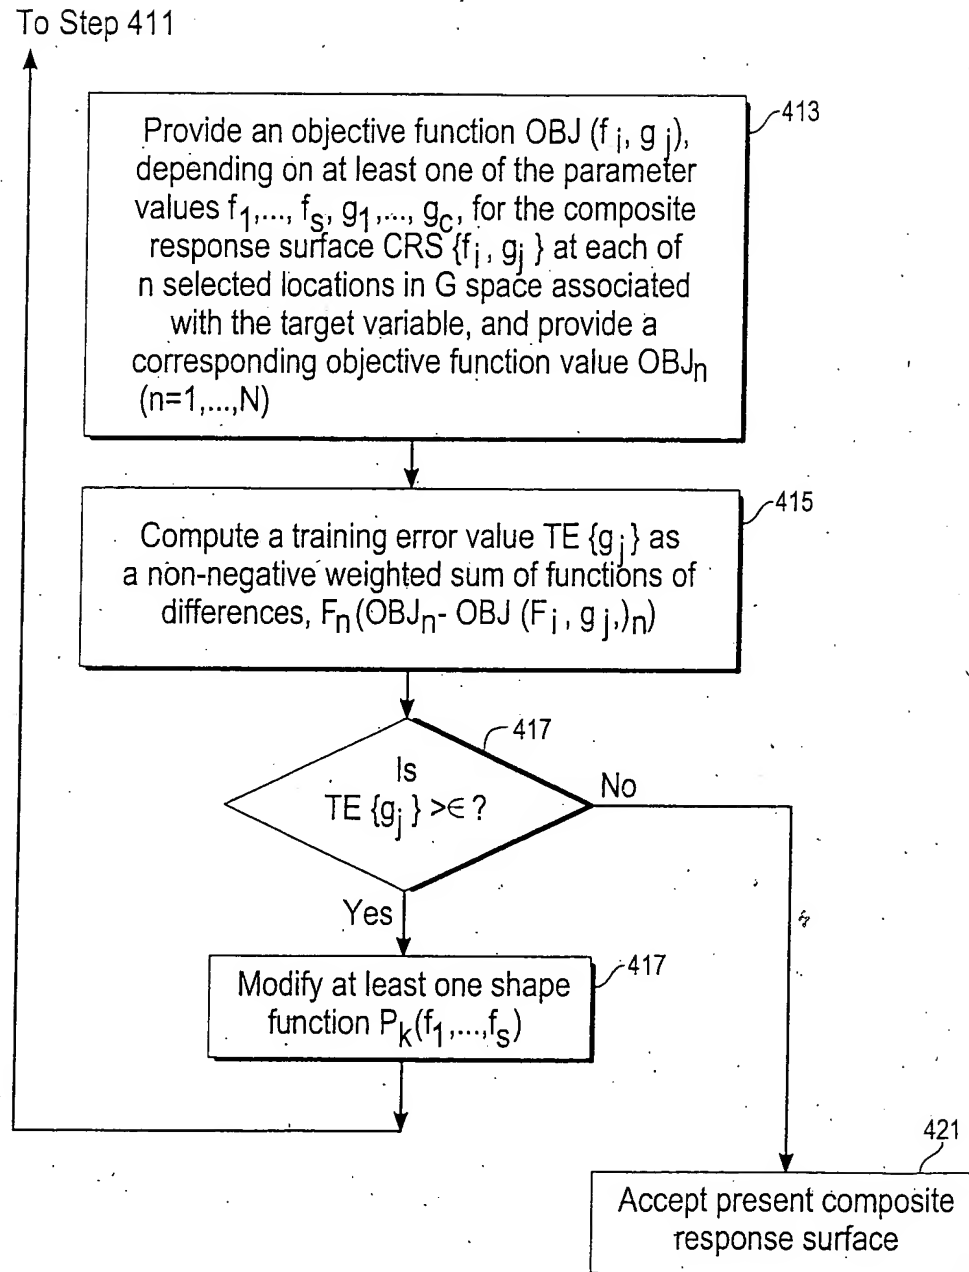 To Step 411
413
Provide an objective function OBJ (f i, g j),
depending on at least one of the parameter
values f1,..., fs, g1,..., gc, for the composite
response surface CRS {fi , gj } at each of
n selected locations in G space associated
with the target variable, and provide a
corresponding objective function value OBJn
(n=1,...,N)
415
Compute a training error value TE {g j} as
a non-negative weighted sum of functions of
differences, Fn(OBJn- OBJ (F i , g j,)n)
417
Is
TE {gj } >∈ ?
No
Yes
417
Modify at least one shape
function Pk(f1,...,fs)
421
Accept present composite
response surface